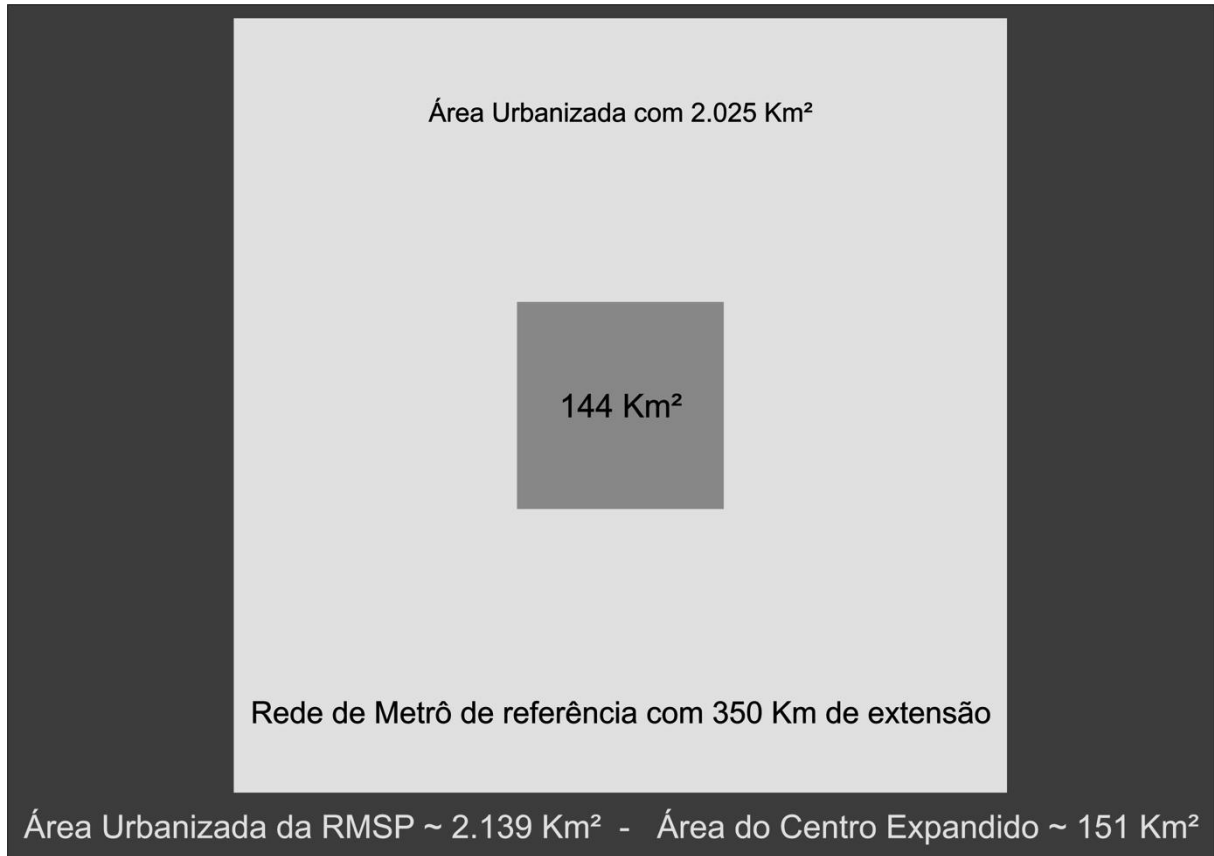 Área Urbanizada com 2.025 Km²
144 Km²
Rede de Metrô de referência com 350 Km de extensão
Área Urbanizada da RMSP ~ 2.139 Km² - Área do Centro Expandido ~ 151 Km²